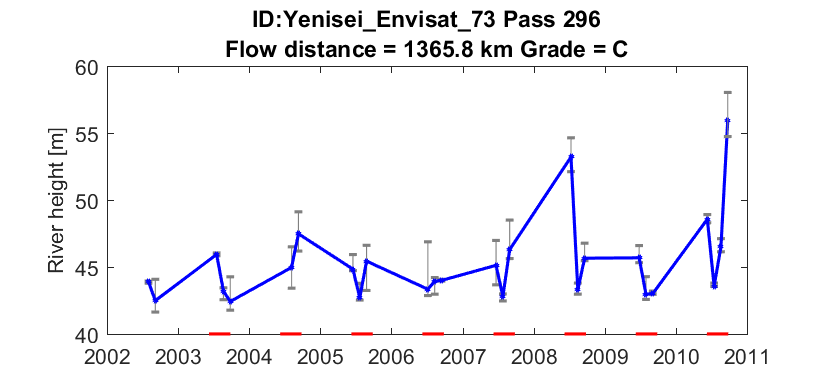 ID:Yenisei_Envisat_73 Pass 296
Flow distance = 1365.8 km Grade = C
River height [m]
60
55
50
45
40
2002 2003 2004 2005 2006 2007 2008 2009 2010 2011